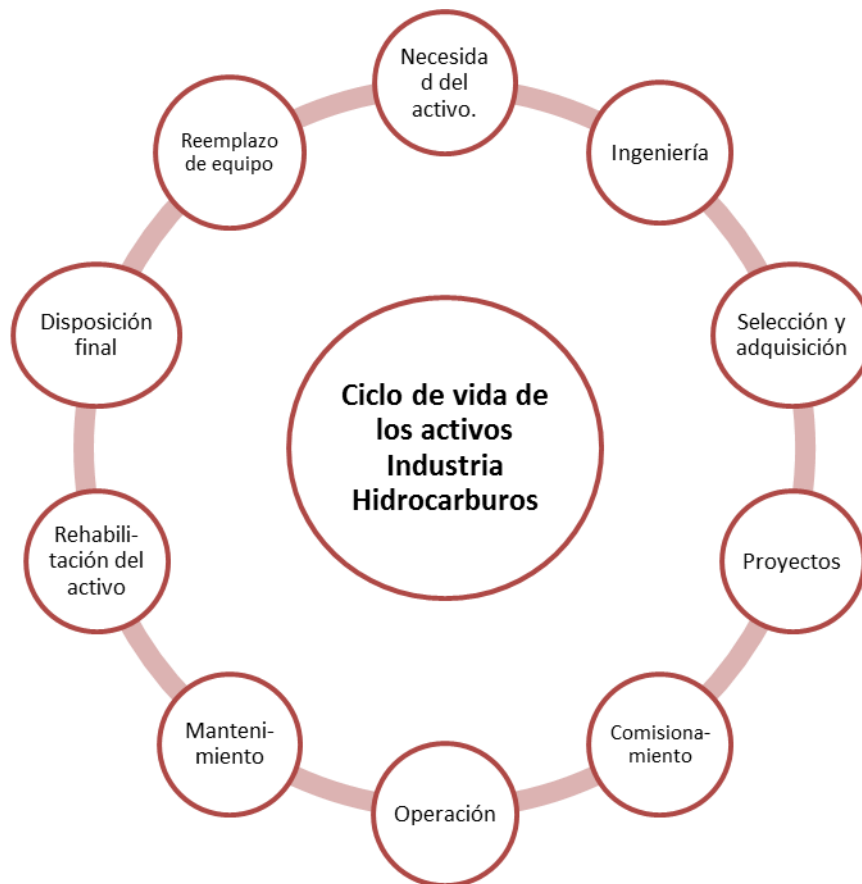 Necesida
d del
activo.
Ingeniería
Selección y
adquisición
Proyectos
Comisiona-
miento
Operación
Manteni-
miento
Rehabili-
tación del
activo
Disposición
final
Reemplazo
de equipo
Ciclo de vida de
los activos
Industria
Hidrocarburos